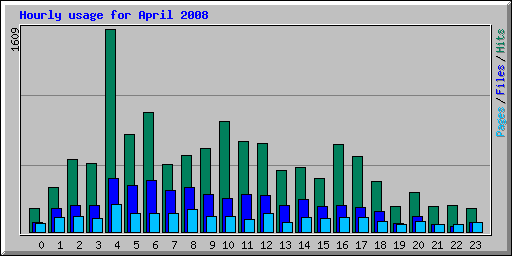 Hourly usage for April 2008
1609
Pages / Files / Hits
0 1 2 3 4 5 6 7 8 9 10 11 12 13 14 15 16 17 18 19 20 21 22 23